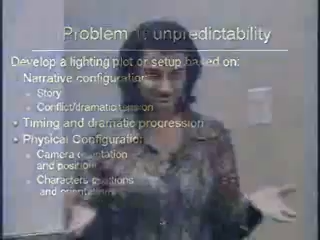 Problem unpredictability
Develop a lighting plot or setup based on:
Narrative configuration
Story
Conflict/dramatic tension
Timing and dramatic progression
Physical Configuration
Camera orientation
and position
Characters positions
and orientations